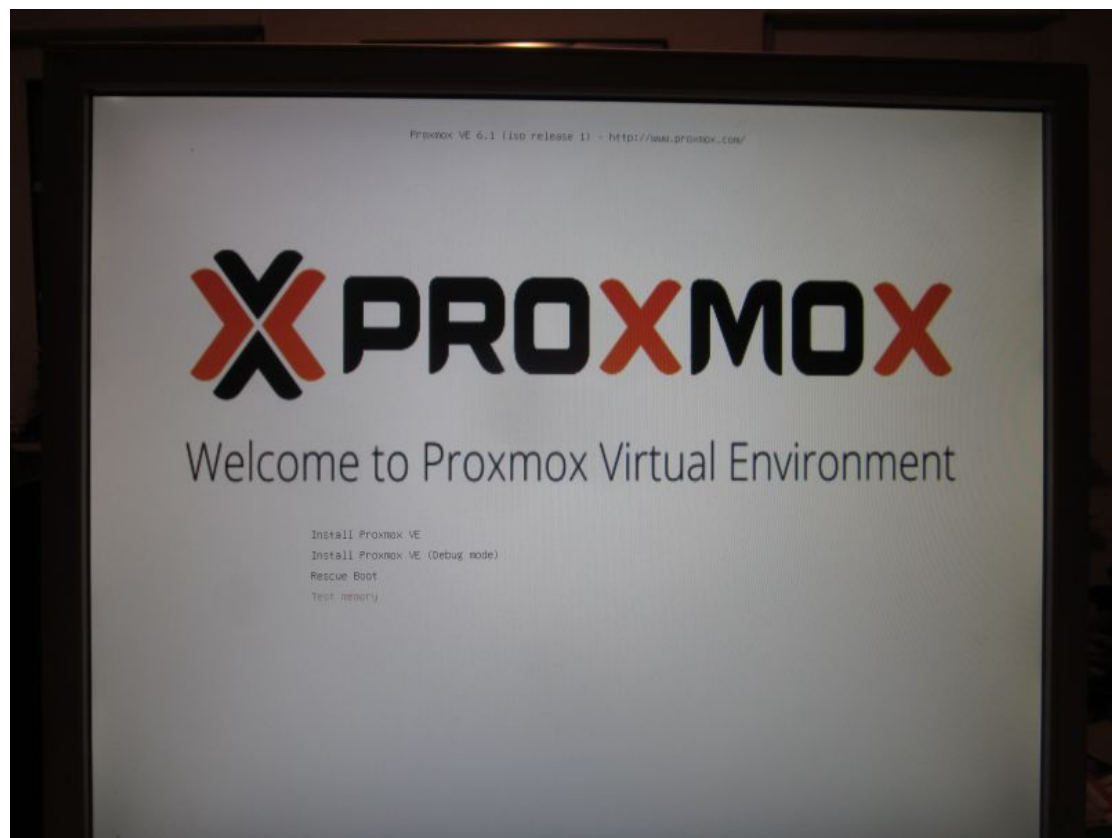 Proxmox VE 6.1 (iso release 1) - http://www.proxmox.com/
PROXMOX
Welcome to Proxmox Virtual Environment
Install Proxmox VE
Install Proxmox VE (Debug mode)
Rescue Boot
Test memory